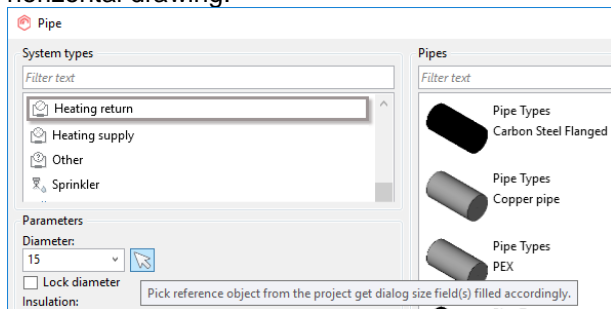 horizontal drawing.
Pipe
System types
Filter text
Heating return
Heating supply
Other
Sprinkler
Parameters
Diameter:
15
Lock diameter
Insulation:
Pick reference object from the project get dialog size field(s) filled accordingly.
Pipes
Filter text
Pipe Types
Carbon Steel Flanged
Pipe Types
Copper pipe
Pipe Types
PEX